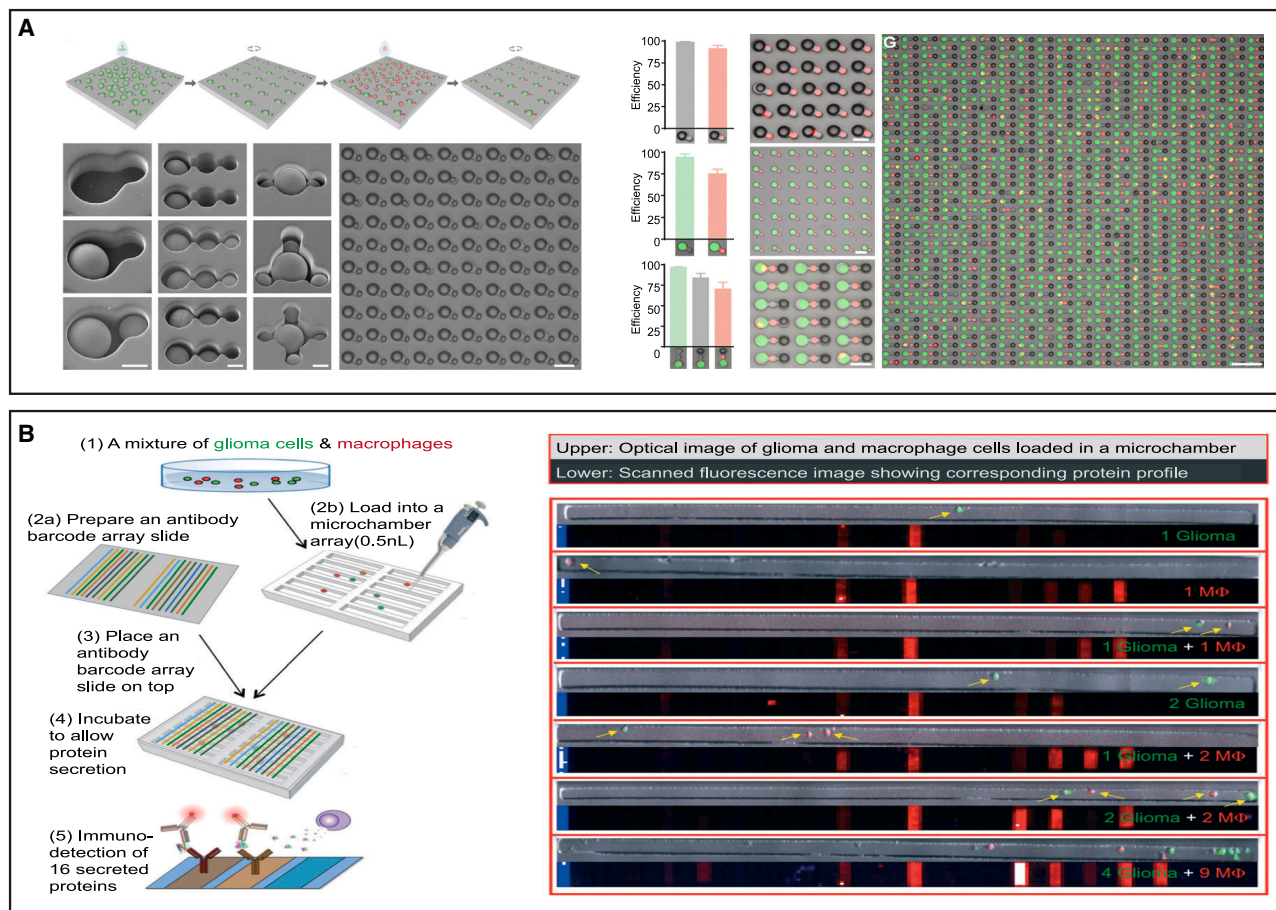 A
Efficiency
100
75
50
25
0
Efficiency
100
75
50
25
0
Efficiency
100
75
50
25
0
G
B
(1) A mixture of glioma cells & macrophages
(2a) Prepare an antibody
barcode array slide
(2b) Load into a
microchamber
array(0.5nL)
(3) Place an
antibody
barcode array
slide on top
(4) Incubate
to allow
protein
secretion
(5) Immuno-
detection of
16 secreted
proteins
Upper: Optical image of glioma and macrophage cells loaded in a microchamber
Lower: Scanned fluorescence image showing corresponding protein profile
1 Glioma
1 MΦ
1 Glioma + 1 MΦ
2 Glioma
1 Glioma + 2 MΦ
2 Glioma + 2 MΦ
4 Glioma + 9 MΦ